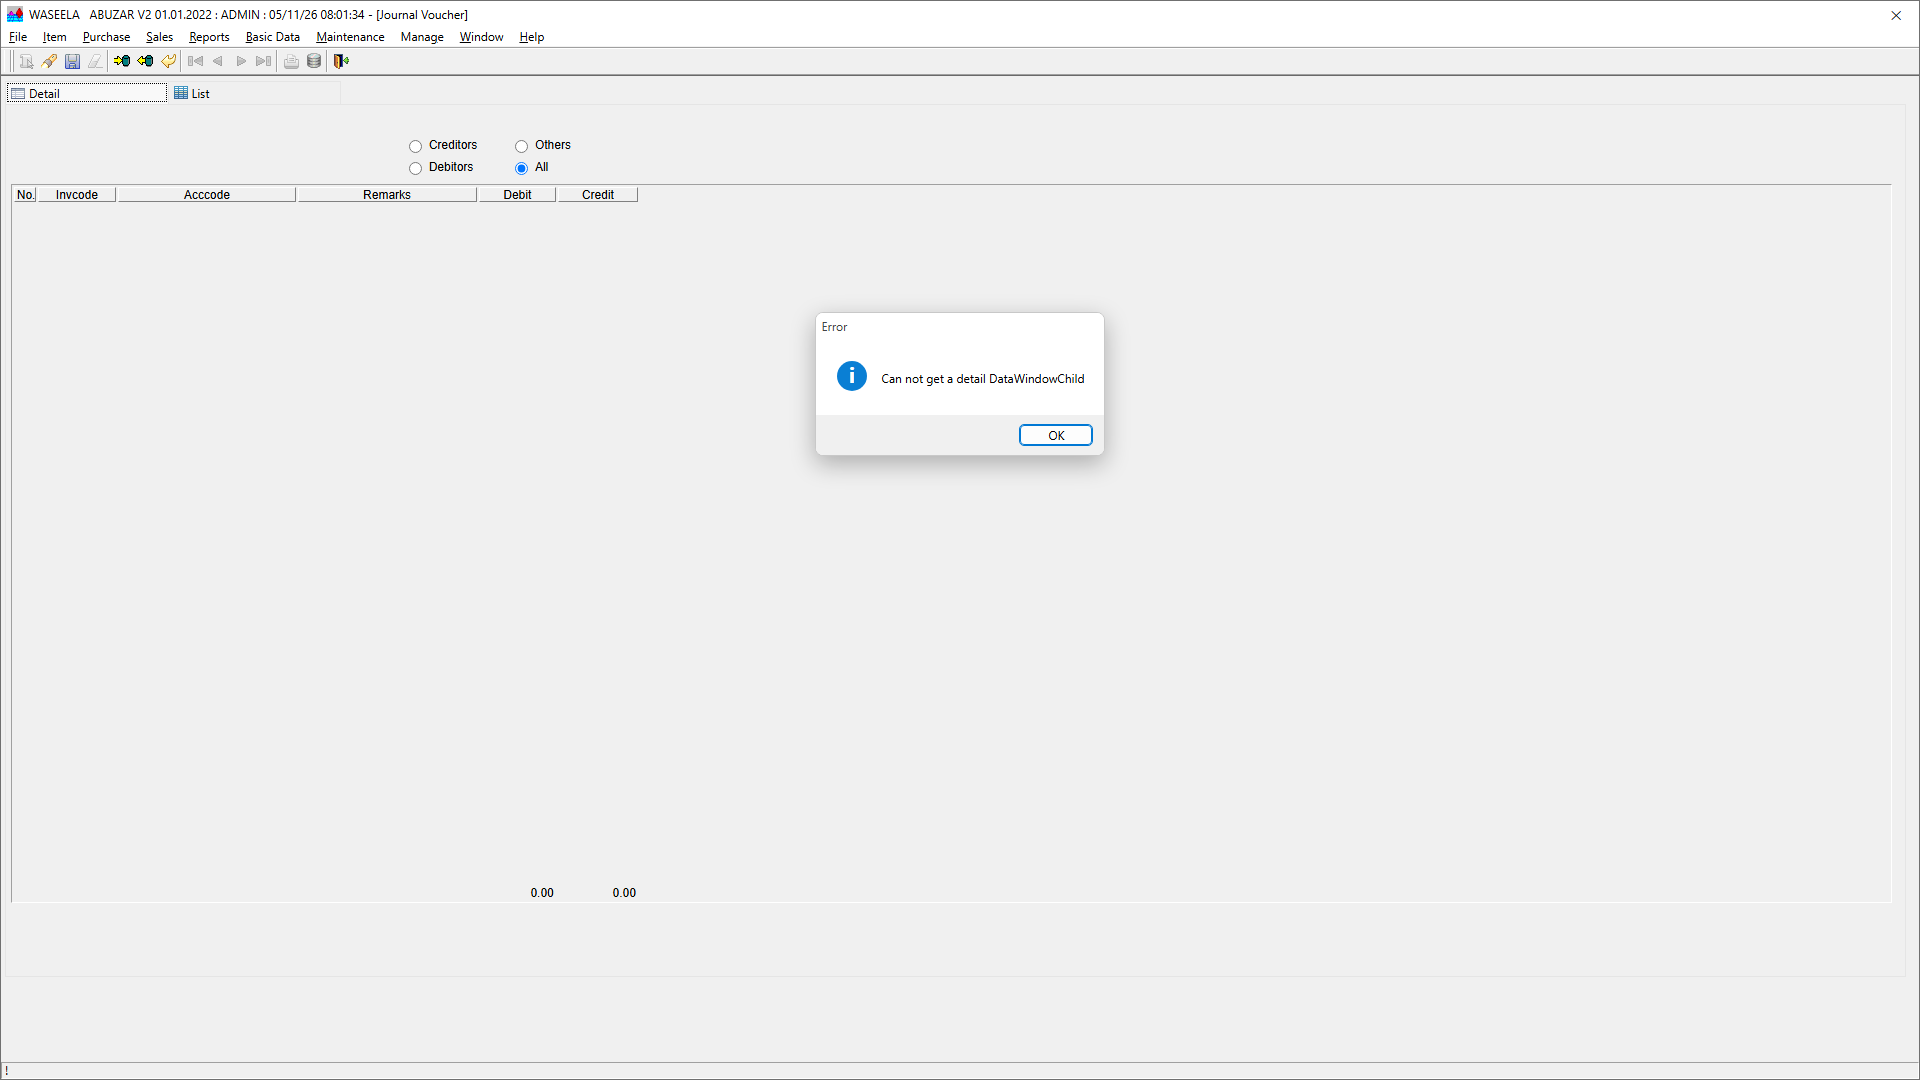 WASEELA   ABUZAR V2 01.01.2022 : ADMIN : 05/11/26 08:01:34 - [Journal Voucher]
File Item Purchase Sales Reports Basic Data Maintenance Manage Window Help
Detail List
Creditors Others
Debitors All
No. Invcode Acccode Remarks Debit Credit
Error
Can not get a detail DataWindowChild
OK
0.00 0.00
!